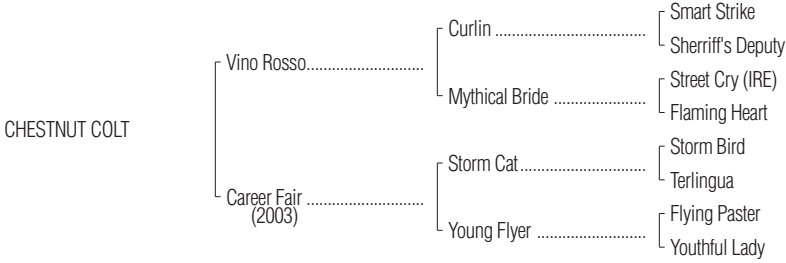 Smart Strike
Curlin ....................................
Sherriff's Deputy
Vino Rosso............................
Street Cry (IRE)
Mythical Bride ......................
Flaming Heart
CHESTNUT COLT
Storm Bird
Storm Cat..............................
Terlingua
Career Fair ............................
(2003)
Flying Paster
Young Flyer ..........................
Youthful Lady